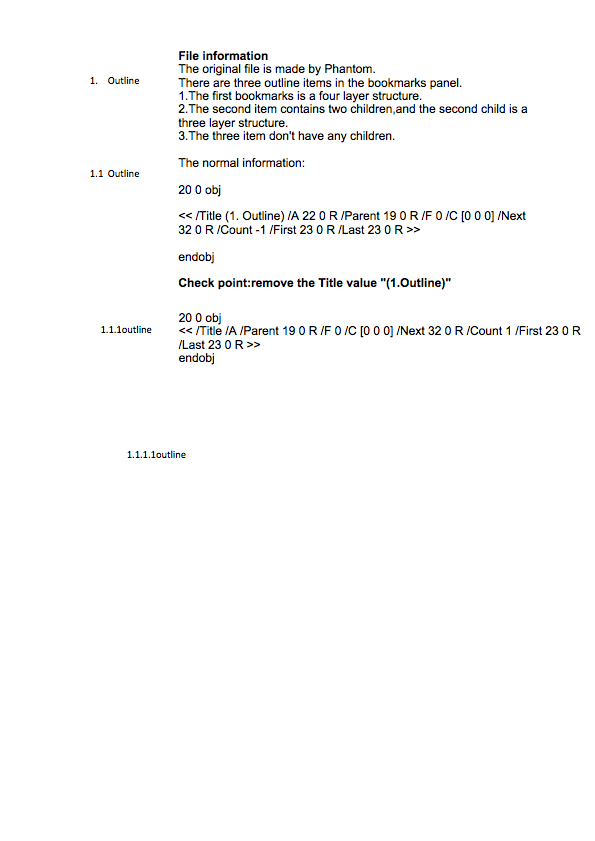 File information
The original file is made by Phantom.
1. Outline
There are three outline items in the bookmarks panel.
1.The first bookmarks is a four layer structure.
2.The second item contains two children,and the second child is a
three layer structure.
3.The three item don't have any children.
The normal information:
1.1 Outline
20 0 obj
<< /Title (1. Outline) /A 22 0 R /Parent 19 0 R /F 0 /C [0 0 0] /Next
32 0 R /Count -1 /First 23 0 R /Last 23 0 R >>
endobj
Check point:remove the Title value "(1.Outline)"
20 0 obj
1.1.1outline
<< /Title /A /Parent 19 0 R /F 0 /C [0 0 0] /Next 32 0 R /Count 1 /First 23 0 R
/Last 23 0 R >>
endobj
1.1.1.1outline